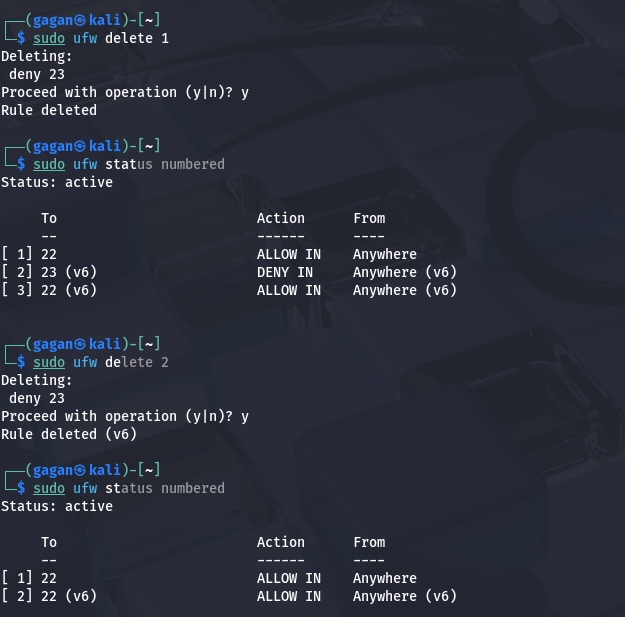 ┌──(gagan㉿kali)-[~]
└─$ sudo ufw delete 1
Deleting:
 deny 23
Proceed with operation (y|n)? y
Rule deleted

┌──(gagan㉿kali)-[~]
└─$ sudo ufw status numbered
Status: active

     To                         Action      From
     --                         ------      ----
[ 1] 22                         ALLOW IN    Anywhere
[ 2] 23 (v6)                    DENY IN     Anywhere (v6)
[ 3] 22 (v6)                    ALLOW IN    Anywhere (v6)

┌──(gagan㉿kali)-[~]
└─$ sudo ufw delete 2
Deleting:
 deny 23
Proceed with operation (y|n)? y
Rule deleted (v6)

┌──(gagan㉿kali)-[~]
└─$ sudo ufw status numbered
Status: active

     To                         Action      From
     --                         ------      ----
[ 1] 22                         ALLOW IN    Anywhere
[ 2] 22 (v6)                    ALLOW IN    Anywhere (v6)